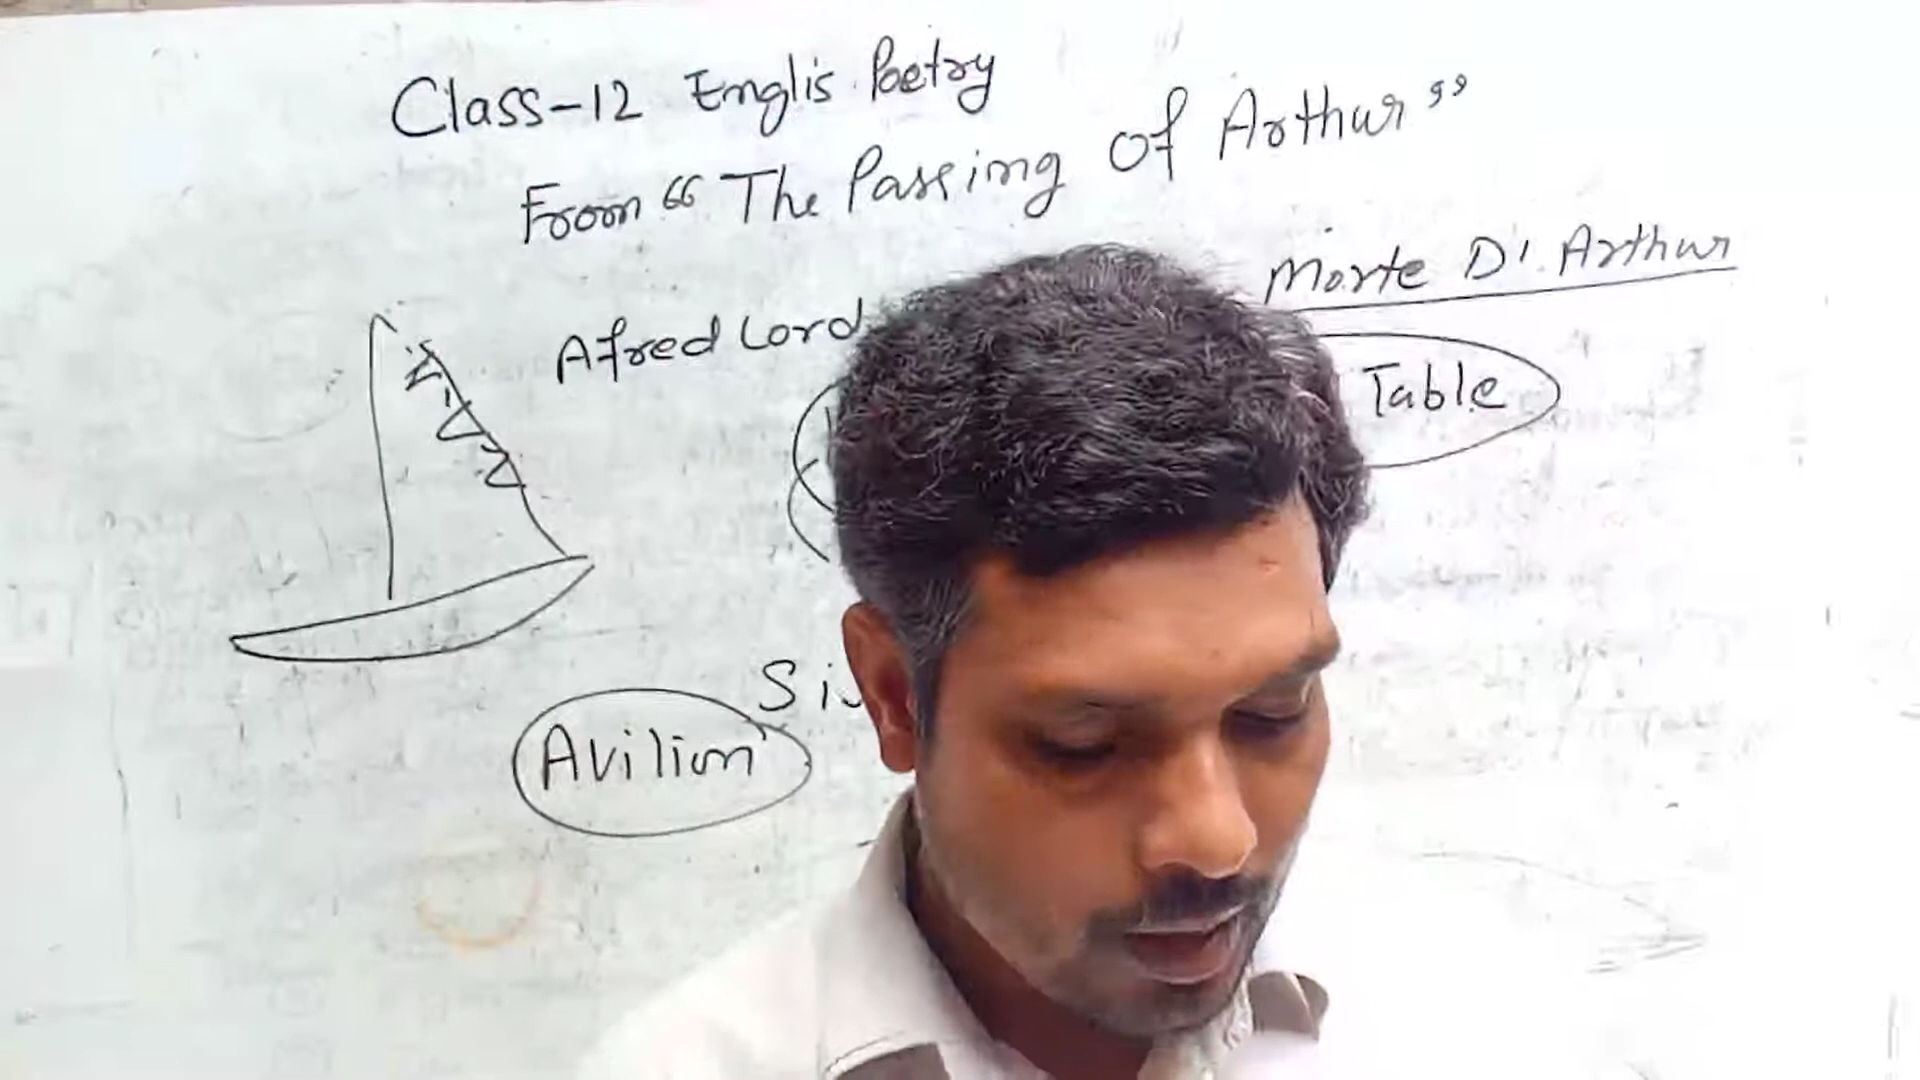 Class-12 Englis Poetry
From “ The Passing Of Arthur ”
Morte D'. Arthur
Afred Lord
Table
Avilion